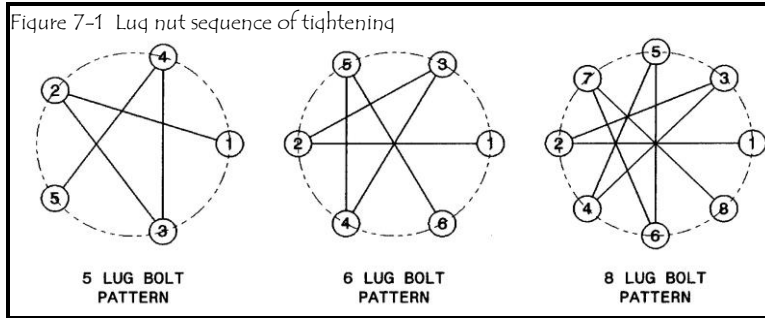 Figure 7-1 Lug nut sequence of tightening
4
2
1
5
3
5 LUG BOLT
PATTERN
5
3
2
1
4
6
6 LUG BOLT
PATTERN
5
7
3
2
1
4
8
6
8 LUG BOLT
PATTERN